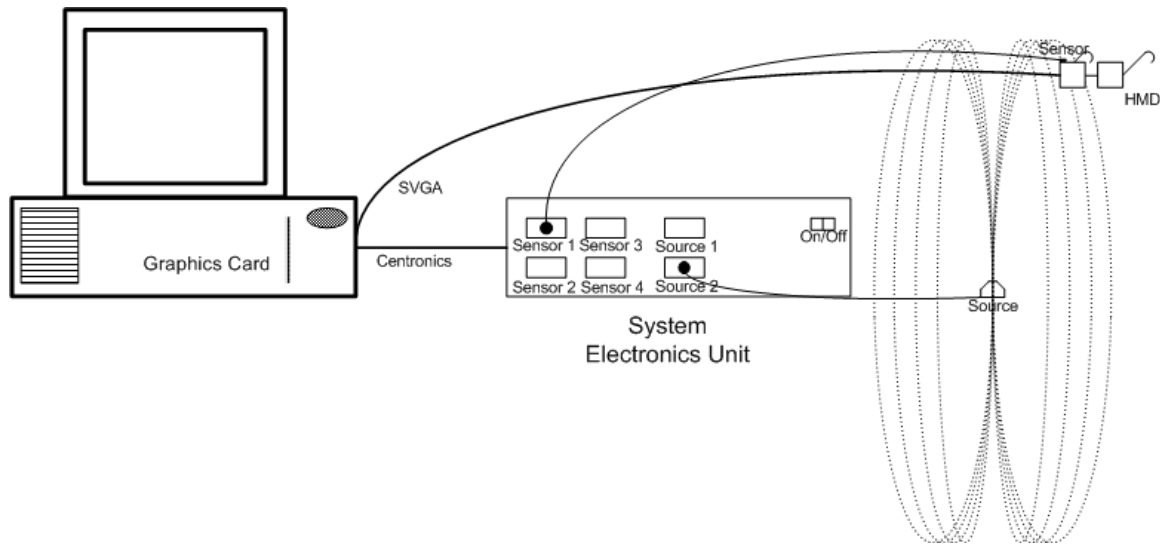 Sensor
HMD
SVGA
Sensor 1 Sensor 3 Source 1 On/Off
Graphics Card
Centronics
Sensor 2 Sensor 4 Source 2
Source
System
Electronics Unit